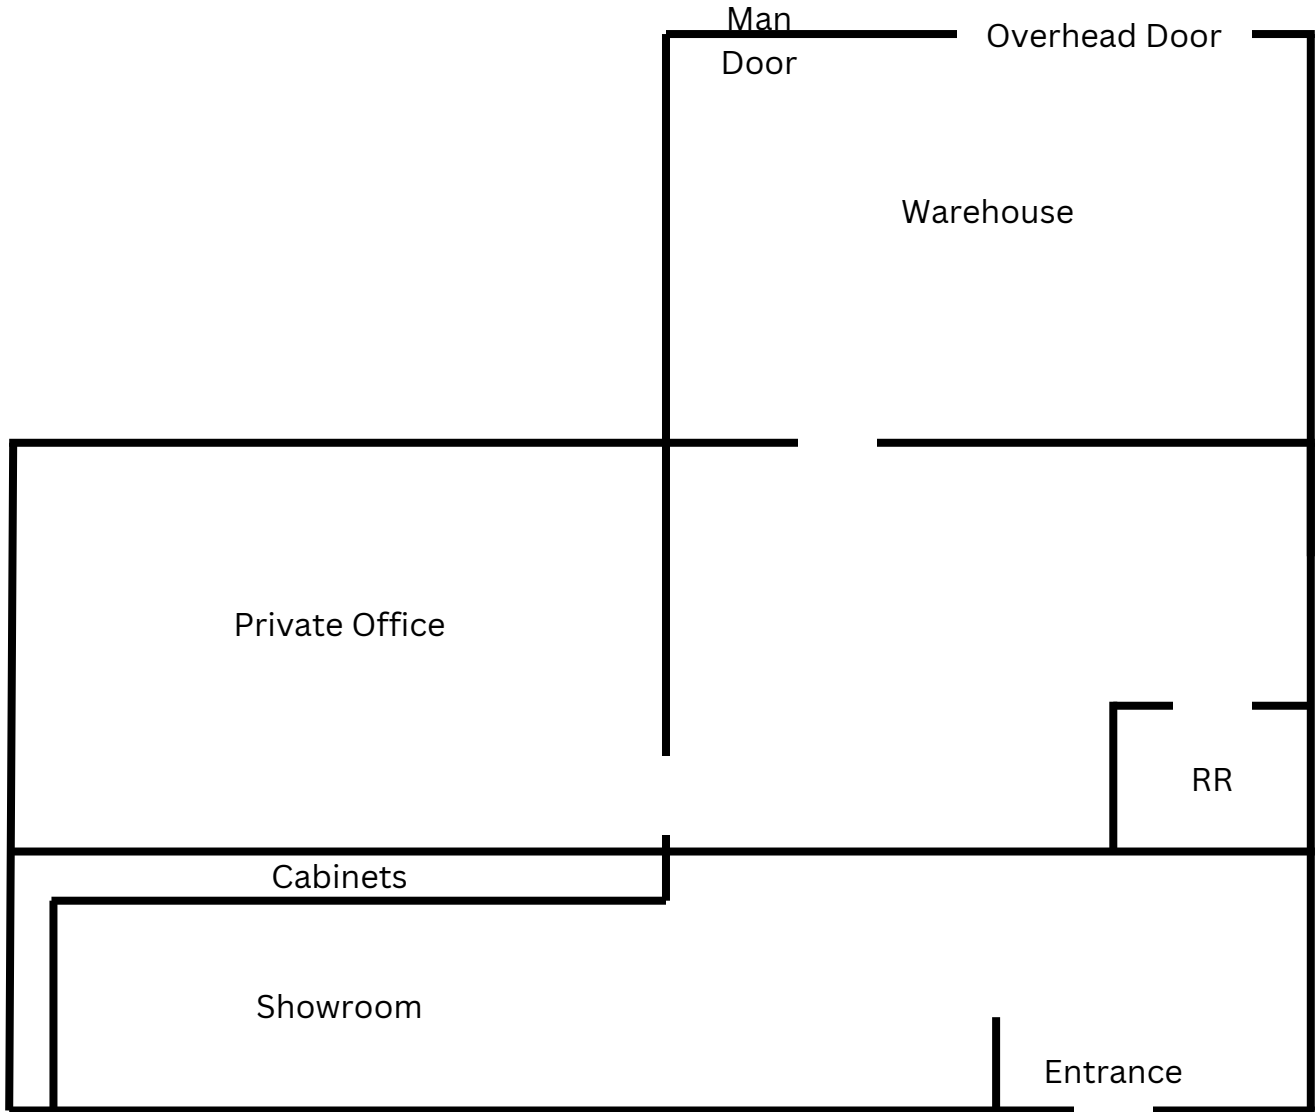 Man
Door
Overhead Door
Warehouse
Private Office
RR
Cabinets
Showroom
Entrance